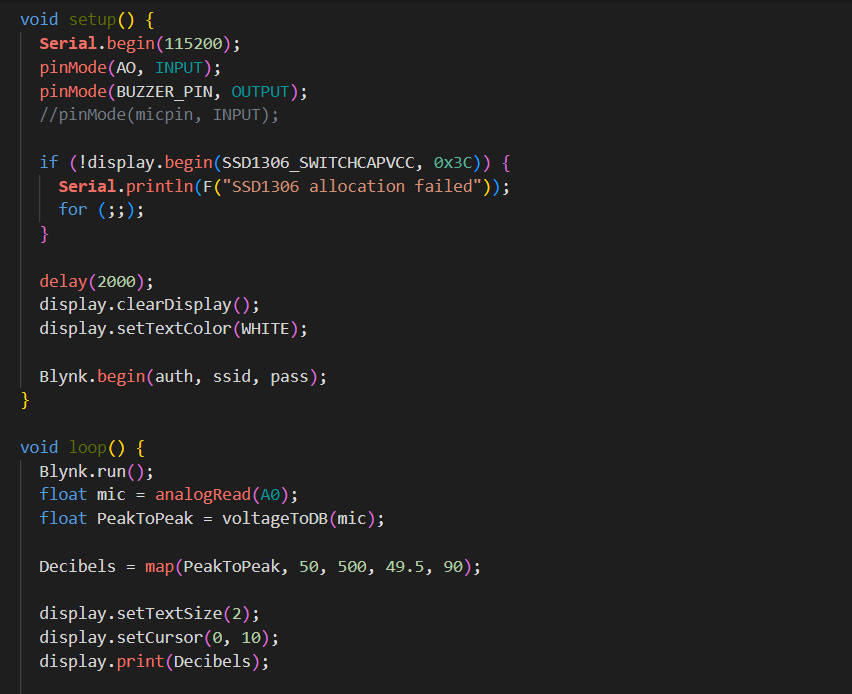 void setup() {
  Serial.begin(115200);
  pinMode(AO, INPUT);
  pinMode(BUZZER_PIN, OUTPUT);
  //pinMode(micpin, INPUT);

  if (!display.begin(SSD1306_SWITCHCAPVCC, 0x3C)) {
    Serial.println(F("SSD1306 allocation failed"));
    for (;;);
  }

  delay(2000);
  display.clearDisplay();
  display.setTextColor(WHITE);

  Blynk.begin(auth, ssid, pass);
}

void loop() {
  Blynk.run();
  float mic = analogRead(A0);
  float PeakToPeak = voltageToDB(mic);

  Decibels = map(PeakToPeak, 50, 500, 49.5, 90);

  display.setTextSize(2);
  display.setCursor(0, 10);
  display.print(Decibels);